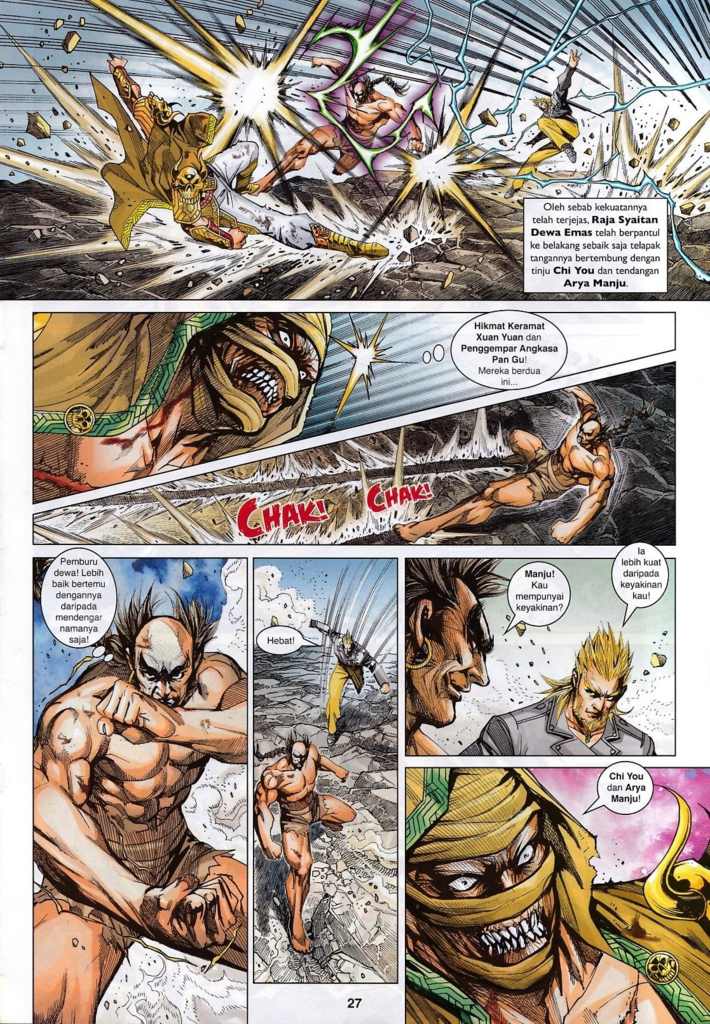 Oleh sebab kekuatannya
telah terjejas, Raja Syaitan
Dewa Emas telah berpantul
ke belakang sebaik saja telapak
tangannya bertembung dengan
tinju Chi You dan tendangan
Arya Manju.
Hikmat Keramat
Xuan Yuan dan
Penggempar Angkasa
Pan Gu!
Mereka berdua
ini...
CHAK!
CHAK!
Pemburu
dewa! Lebih
baik bertemu
dengannya
daripada
mendengar
namanya
saja!
Hebat!
Manju!
Kau
mempunyai
keyakinan?
Ia
lebih kuat
daripada
keyakinan
kau!
Chi You
dan Arya
Manju!
27